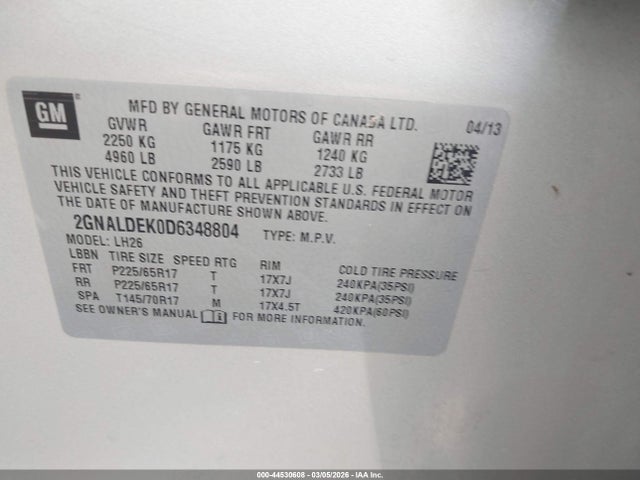 GM
MFD BY GENERAL MOTORS OF CANADA LTD. 04/13
GVWR GAWR FRT GAWR RR
2250 KG 1175 KG 1240 KG
4960 LB 2590 LB 2733 LB
THIS VEHICLE CONFORMS TO ALL APPLICABLE U.S. FEDERAL MOTOR
VEHICLE SAFETY AND THEFT PREVENTION STANDARDS IN EFFECT ON
THE DATE OF MANUFACTURE SHOWN ABOVE.
2GNALDEK0D6348804 TYPE: M.P.V.
MODEL: LH26
LBBN TIRE SIZE SPEED RTG RIM COLD TIRE PRESSURE
FRT P225/65R17 T 17X7J 240KPA(35PSI)
RR P225/65R17 T 17X7J 240KPA(35PSI)
SPA T145/70R17 M 17X4.5T 420KPA(60PSI)
SEE OWNER'S MANUAL i FOR MORE INFORMATION.
000-44530608 - 03/05/2026 - IAA Inc.